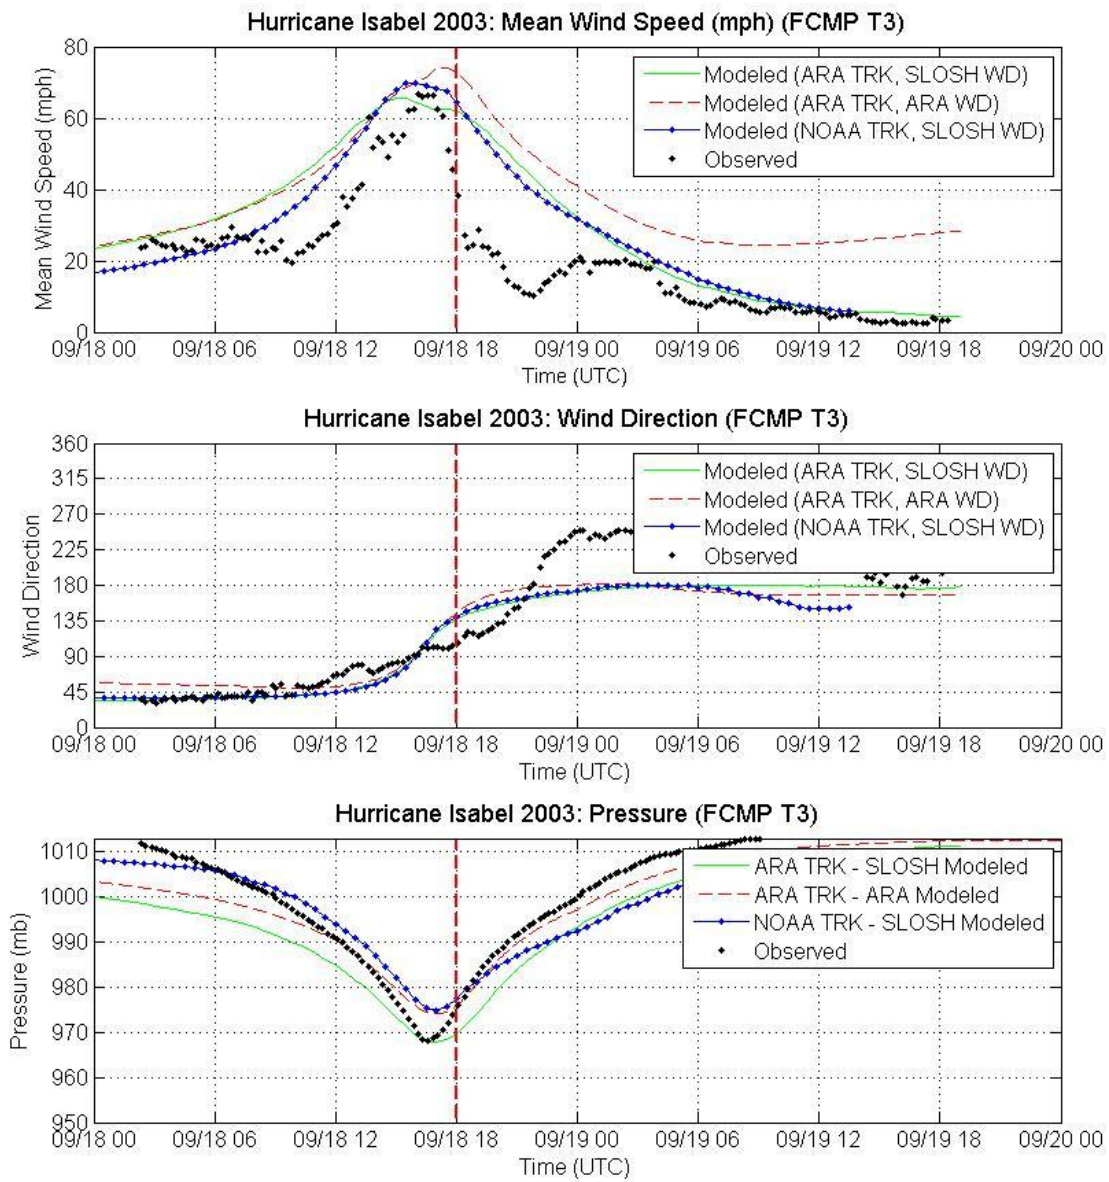 Hurricane Isabel 2003: Mean Wind Speed (mph) (FCMP T3)
Mean Wind Speed (mph)
80
60
40
20
0
Modeled (ARA TRK, SLOSH WD)
Modeled (ARA TRK, ARA WD)
Modeled (NOAA TRK, SLOSH WD)
Observed
09/18 00 09/18 06 09/18 12 09/18 18 09/19 00 09/19 06 09/19 12 09/19 18 09/20 00
Time (UTC)
Hurricane Isabel 2003: Wind Direction (FCMP T3)
Wind Direction
360
315
270
225
180
135
90
45
0
Modeled (ARA TRK, SLOSH WD)
Modeled (ARA TRK, ARA WD)
Modeled (NOAA TRK, SLOSH WD)
Observed
09/18 00 09/18 06 09/18 12 09/18 18 09/19 00 09/19 06 09/19 12 09/19 18 09/20 00
Time (UTC)
Hurricane Isabel 2003: Pressure (FCMP T3)
Pressure (mb)
1010
1000
990
980
970
960
950
ARA TRK - SLOSH Modeled
ARA TRK - ARA Modeled
NOAA TRK - SLOSH Modeled
Observed
09/18 00 09/18 06 09/18 12 09/18 18 09/19 00 09/19 06 09/19 12 09/19 18 09/20 00
Time (UTC)